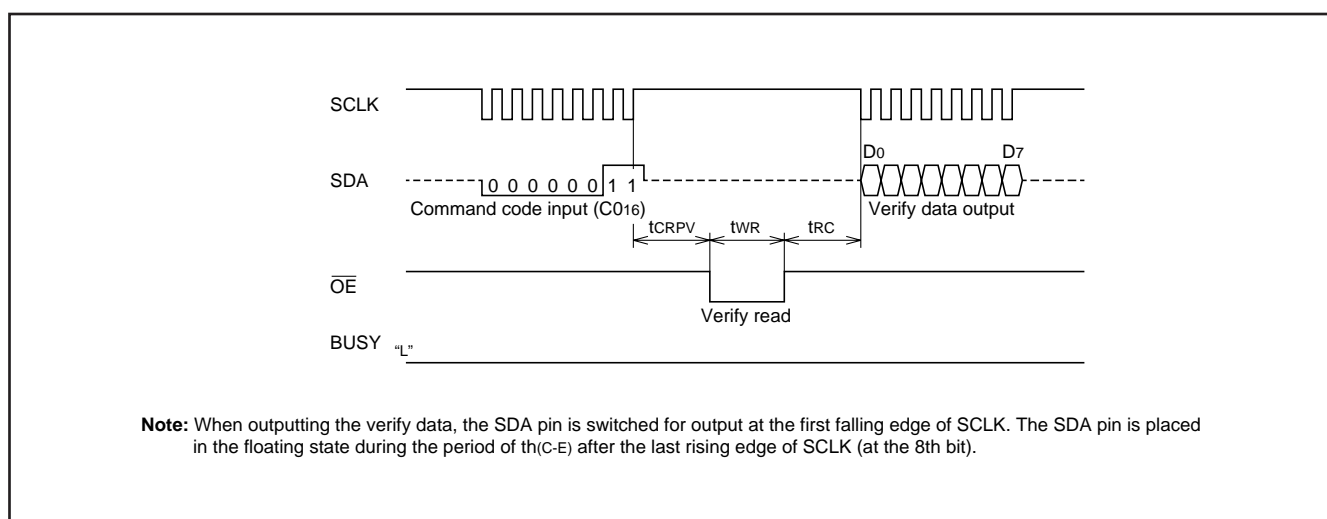 SCLK
D0 D7
SDA
0 0 0 0 0 0 1 1
Command code input (C016) Verify data output
tCRPV tWR tRC
OE
Verify read
BUSY "L"
Note: When outputting the verify data, the SDA pin is switched for output at the first falling edge of SCLK. The SDA pin is placed
in the floating state during the period of th(C-E) after the last rising edge of SCLK (at the 8th bit).